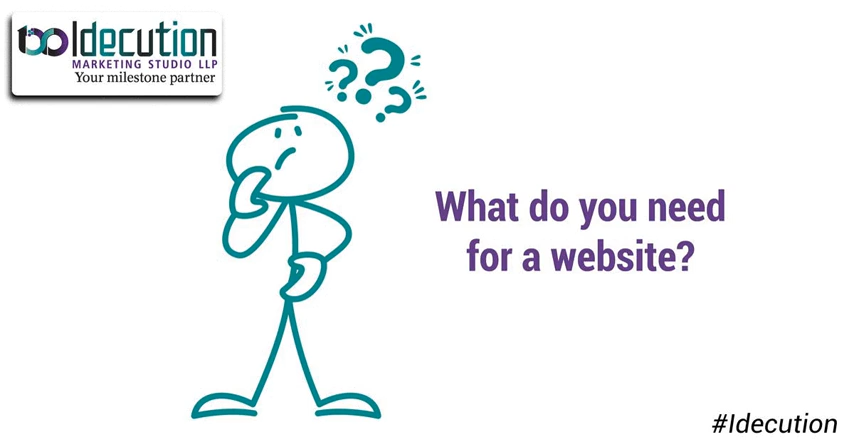 Idecution
MARKETING STUDIO LLP
Your milestone partner
???
What do you need
for a website?
#Idecution